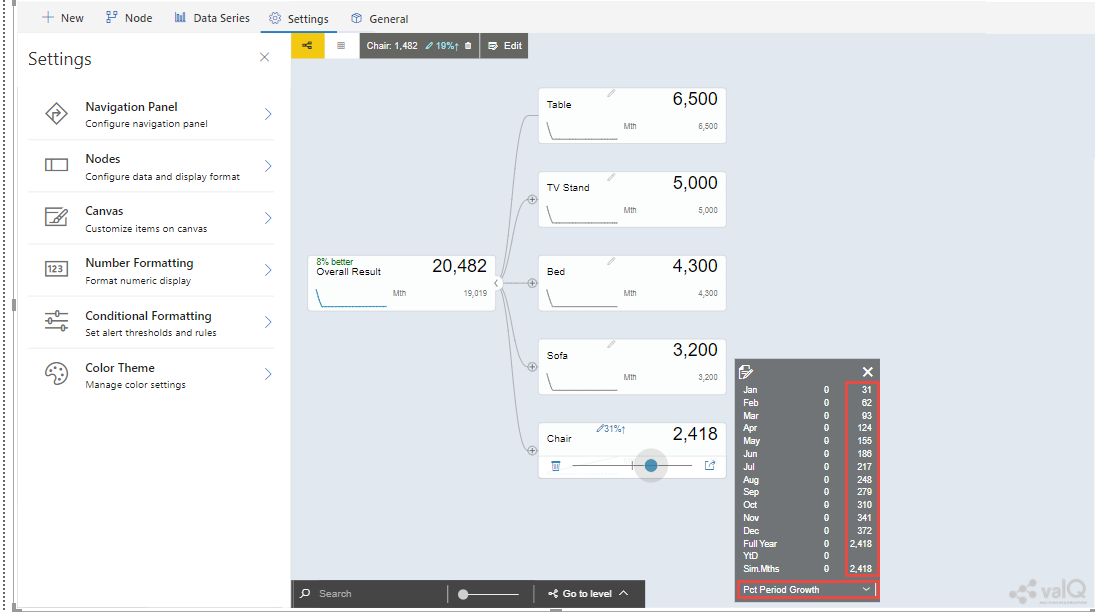 New
Node
Data Series
Settings
General
Settings
Navigation Panel
Configure navigation panel
Nodes
Configure data and display format
Canvas
Customize items on canvas
123
Number Formatting
Format numeric display
Conditional Formatting
Set alert thresholds and rules
Color Theme
Manage color settings
Chair: 1,482 19%↑
Edit
8% better
Overall Result 20,482
Mth 19,019
Table 6,500
Mth 6,500
TV Stand 5,000
Mth 5,000
Bed 4,300
Mth 4,300
Sofa 3,200
Mth 3,200
Chair 31%↑ 2,418
Jan 0 31
Feb 0 62
Mar 0 93
Apr 0 124
May 0 155
Jun 0 186
Jul 0 217
Aug 0 248
Sep 0 279
Oct 0 310
Nov 0 341
Dec 0 372
Full Year 0 2,418
YtD 0
Sim.Mths 0 2,418
Pct Period Growth
Search
Go to level
valQ